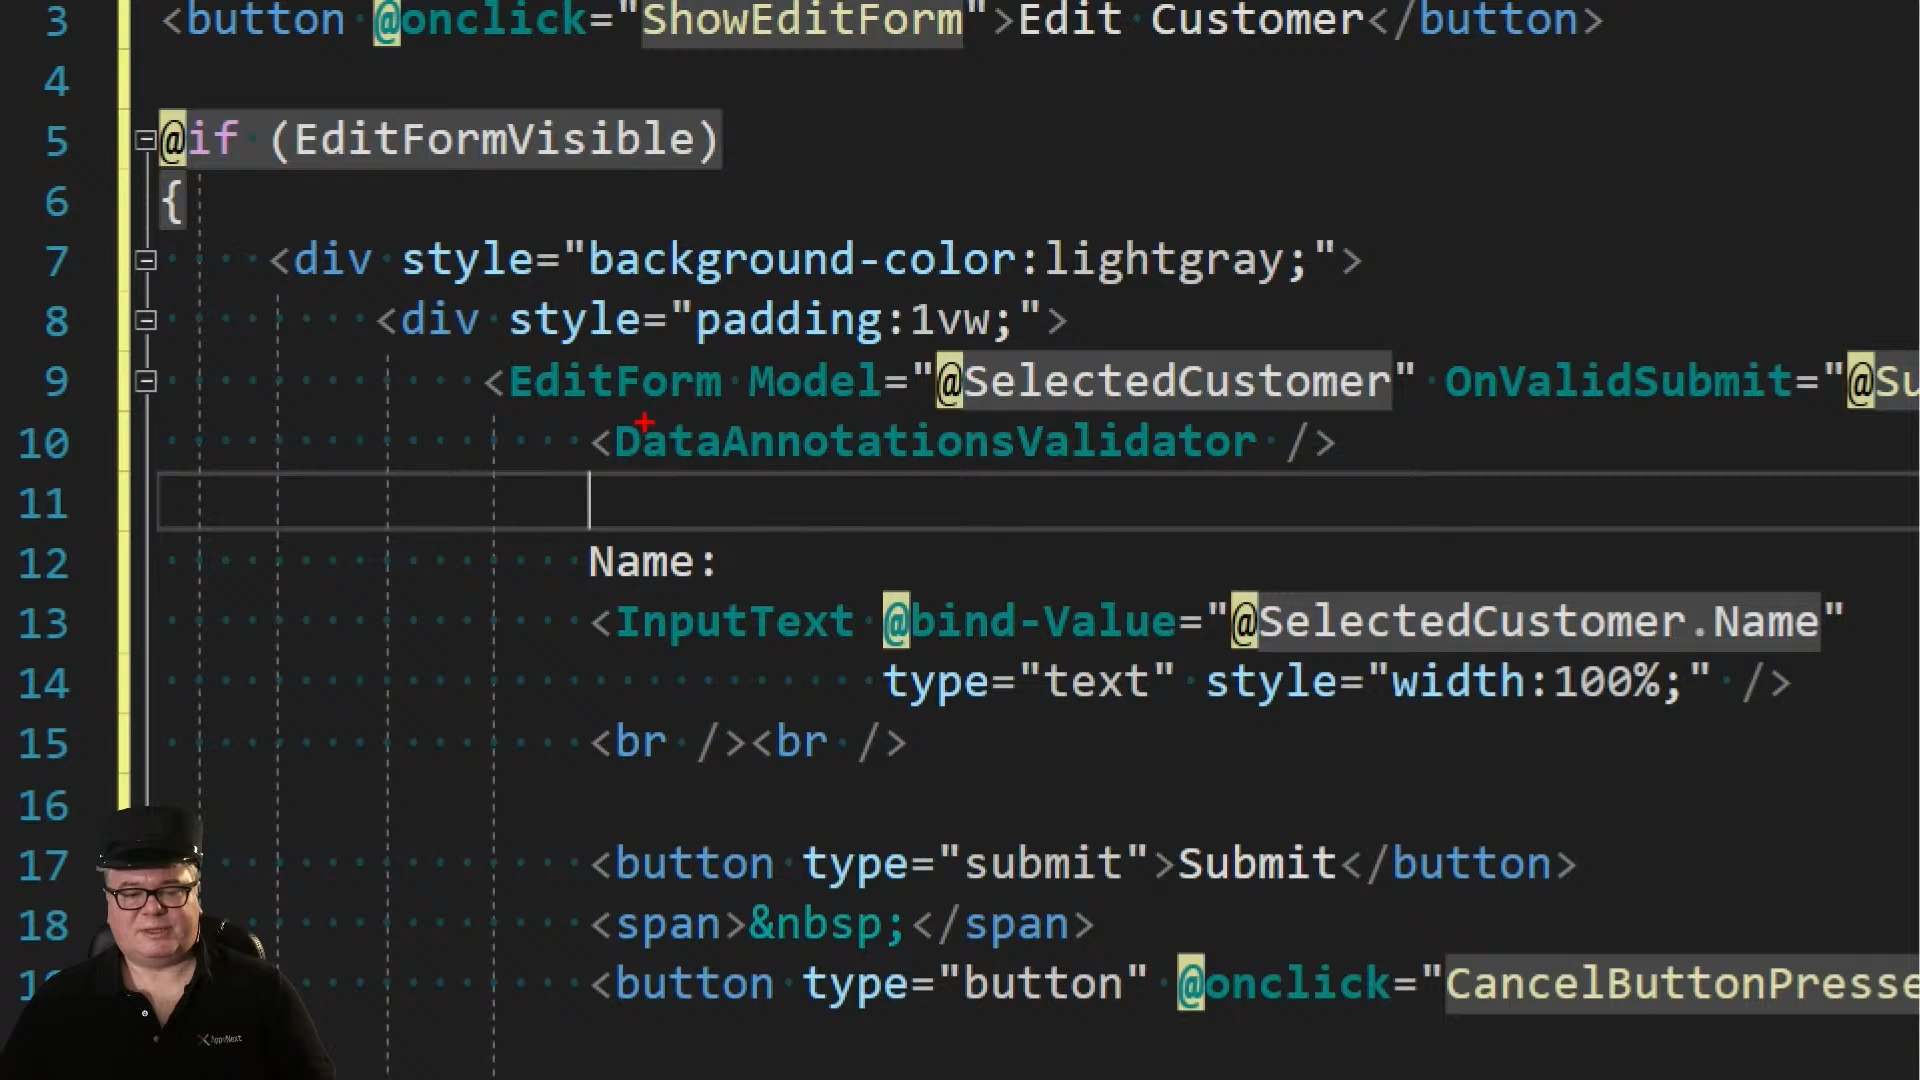 3 <button @onclick="ShowEditForm">Edit Customer</button>
4
5 @if (EditFormVisible)
6 {
7 <div style="background-color:lightgray;">
8 <div style="padding:1vw;">
9 <EditForm Model="@SelectedCustomer" OnValidSubmit="@Su
10 <DataAnnotationsValidator />
11
12 Name:
13 <InputText @bind-Value="@SelectedCustomer.Name"
14 type="text" style="width:100%;" />
15 <br /><br />
16
17 <button type="submit">Submit</button>
18 <span>&nbsp;</span>
<button type="button" @onclick="CancelButtonPresse
AppvNext